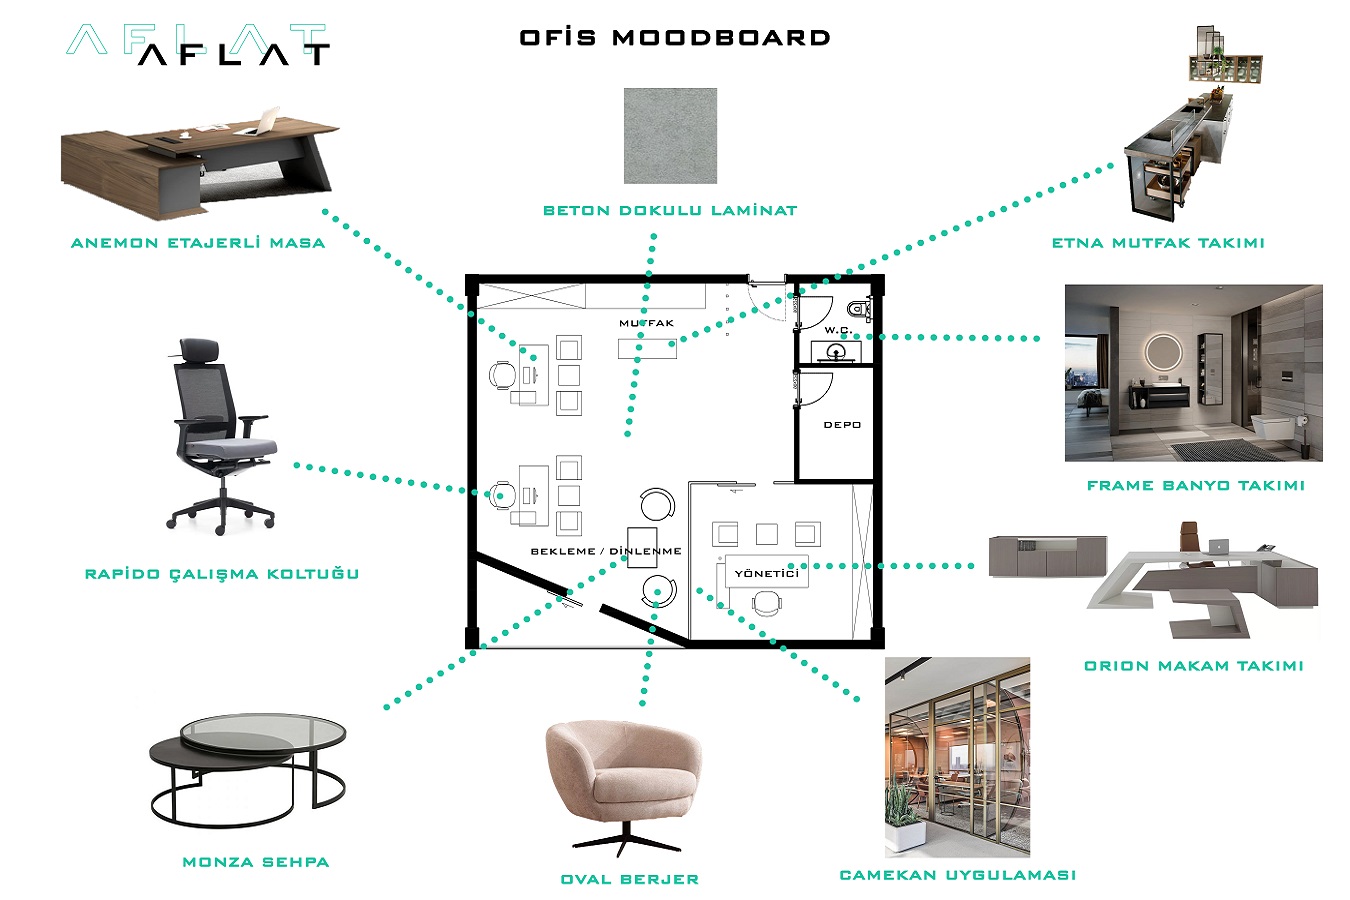 AFLAT
AFLAT
OFİS MOODBOARD
BETON DOKULU LAMİNAT
ANEMON ETAJERLİ MASA
ETNA MUTFAK TAKIMI
MUTFAK
W.C.
DEPO
FRAME BANYO TAKIMI
BEKLEME / DİNLENME
YÖNETİCİ
RAPİDO ÇALIŞMA KOLTUĞU
ORION MAKAM TAKIMI
MONZA SEHPA
OVAL BERJER
CAMEKAN UYGULAMASI